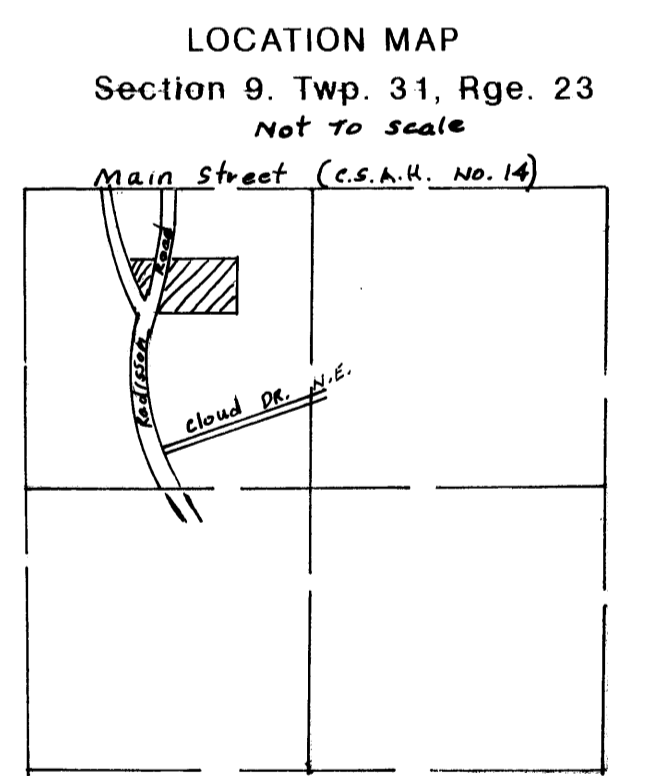 LOCATION MAP
Section 9. Twp. 31, Rge. 23
Not To scale
Main Street (C.S.A.H. No. 14)
Road
Radisson
Cloud DR. N.E.